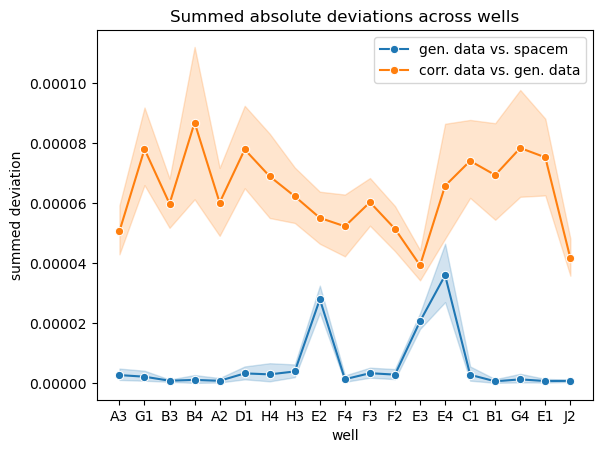 Summed absolute deviations across wells
gen. data vs. spacem
corr. data vs. gen. data
summed deviation
0.00010
0.00008
0.00006
0.00004
0.00002
0.00000
A3 G1 B3 B4 A2 D1 H4 H3 E2 F4 F3 F2 E3 E4 C1 B1 G4 E1 J2
well